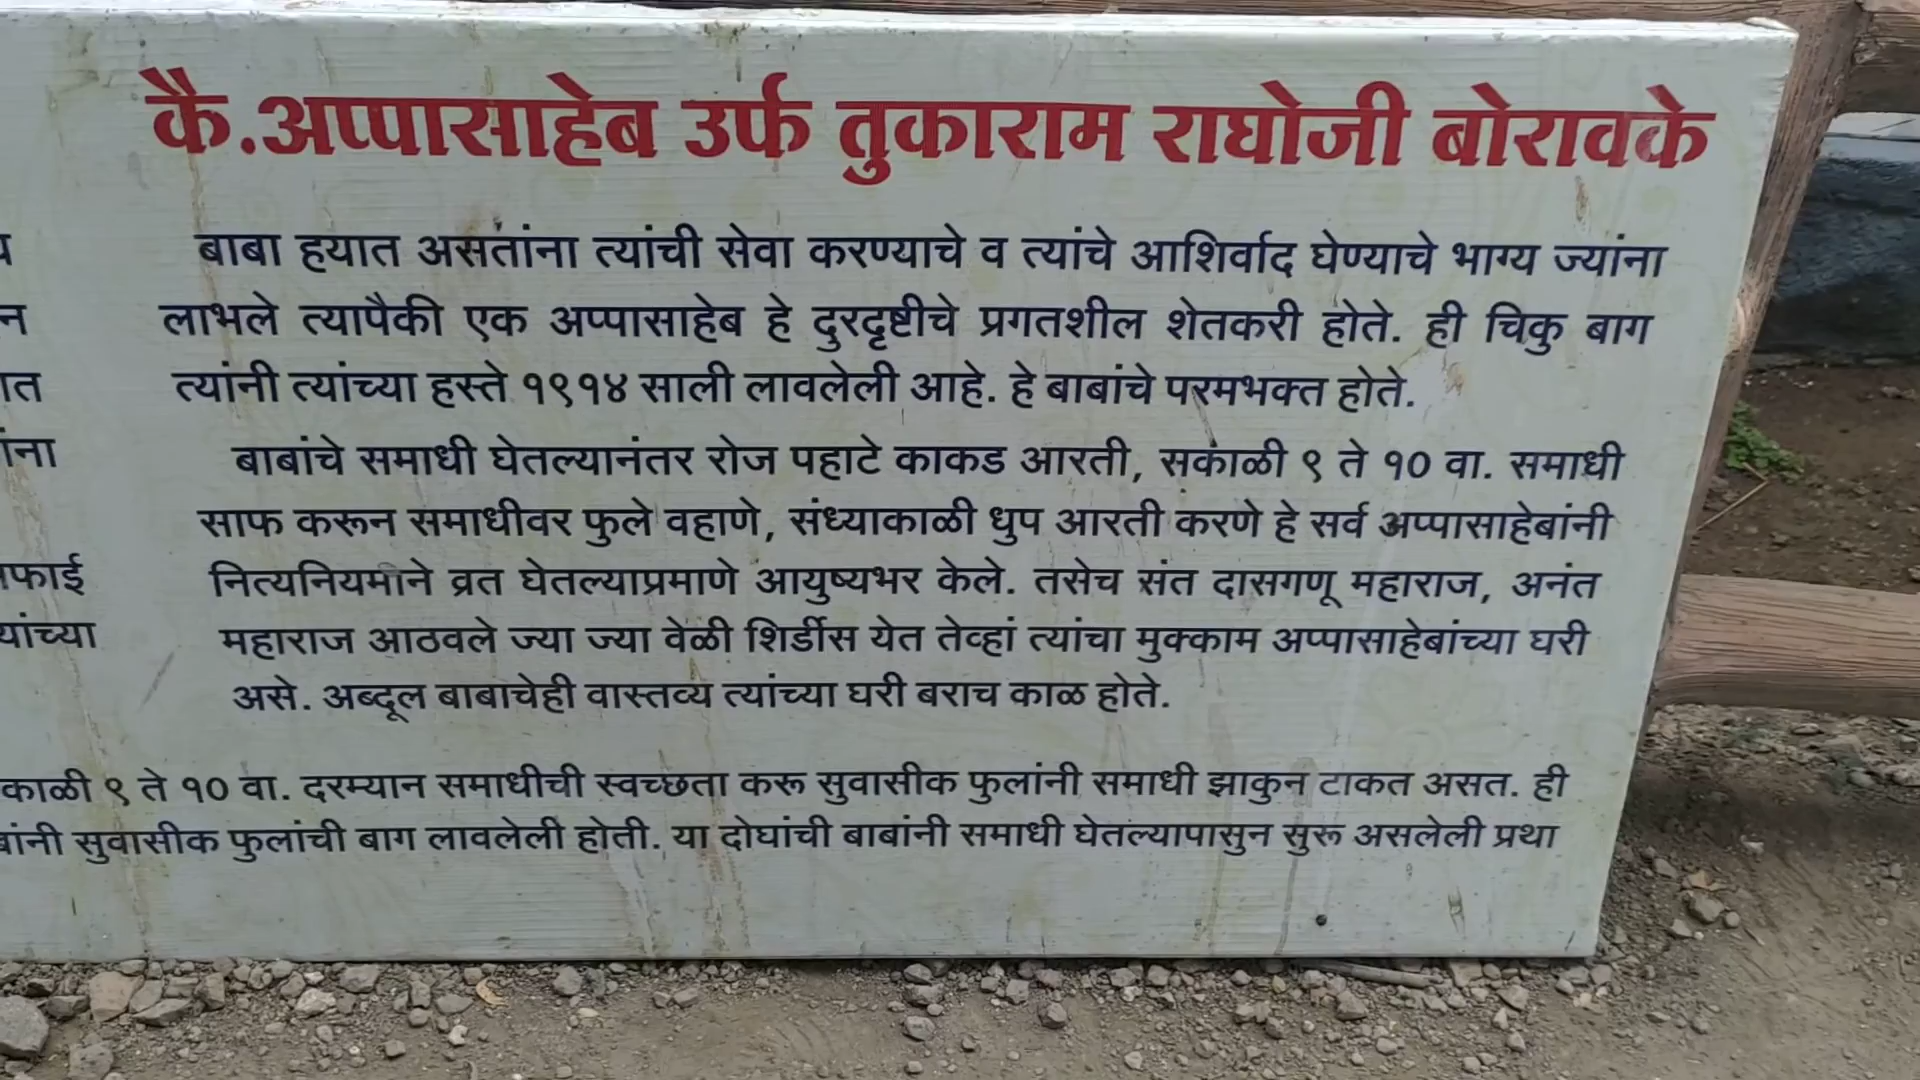 कै.अप्पासाहेब उर्फ तुकाराम राघोजी बोरावके
बाबा हयात असतांना त्यांची सेवा करण्याचे व त्यांचे आशिर्वाद घेण्याचे भाग्य ज्यांना
लाभले त्यापैकी एक अप्पासाहेब हे दुरदृष्टीचे प्रगतशील शेतकरी होते. ही चिकु बाग
त्यांनी त्यांच्या हस्ते १९१४ साली लावलेली आहे. हे बाबांचे परमभक्त होते.
बाबांचे समाधी घेतल्यानंतर रोज पहाटे काकड आरती, सकाळी ९ ते १० वा. समाधी
साफ करून समाधीवर फुले वहाणे, संध्याकाळी धुप आरती करणे हे सर्व अप्पासाहेबांनी
नित्यनियमाने व्रत घेतल्याप्रमाणे आयुष्यभर केले. तसेच संत दासगणू महाराज, अनंत
महाराज आठवले ज्या ज्या वेळी शिर्डीस येत तेव्हां त्यांचा मुक्काम अप्पासाहेबांच्या घरी
असे. अब्दूल बाबाचेही वास्तव्य त्यांच्या घरी बराच काळ होते.
काळी ९ ते १० वा. दरम्यान समाधीची स्वच्छता करू सुवासीक फुलांनी समाधी झाकुन टाकत असत. ही
सुवासीक फुलांची बाग लावलेली होती. या दोघांची बाबांनी समाधी घेतल्यापासुन सुरू असलेली प्रथा